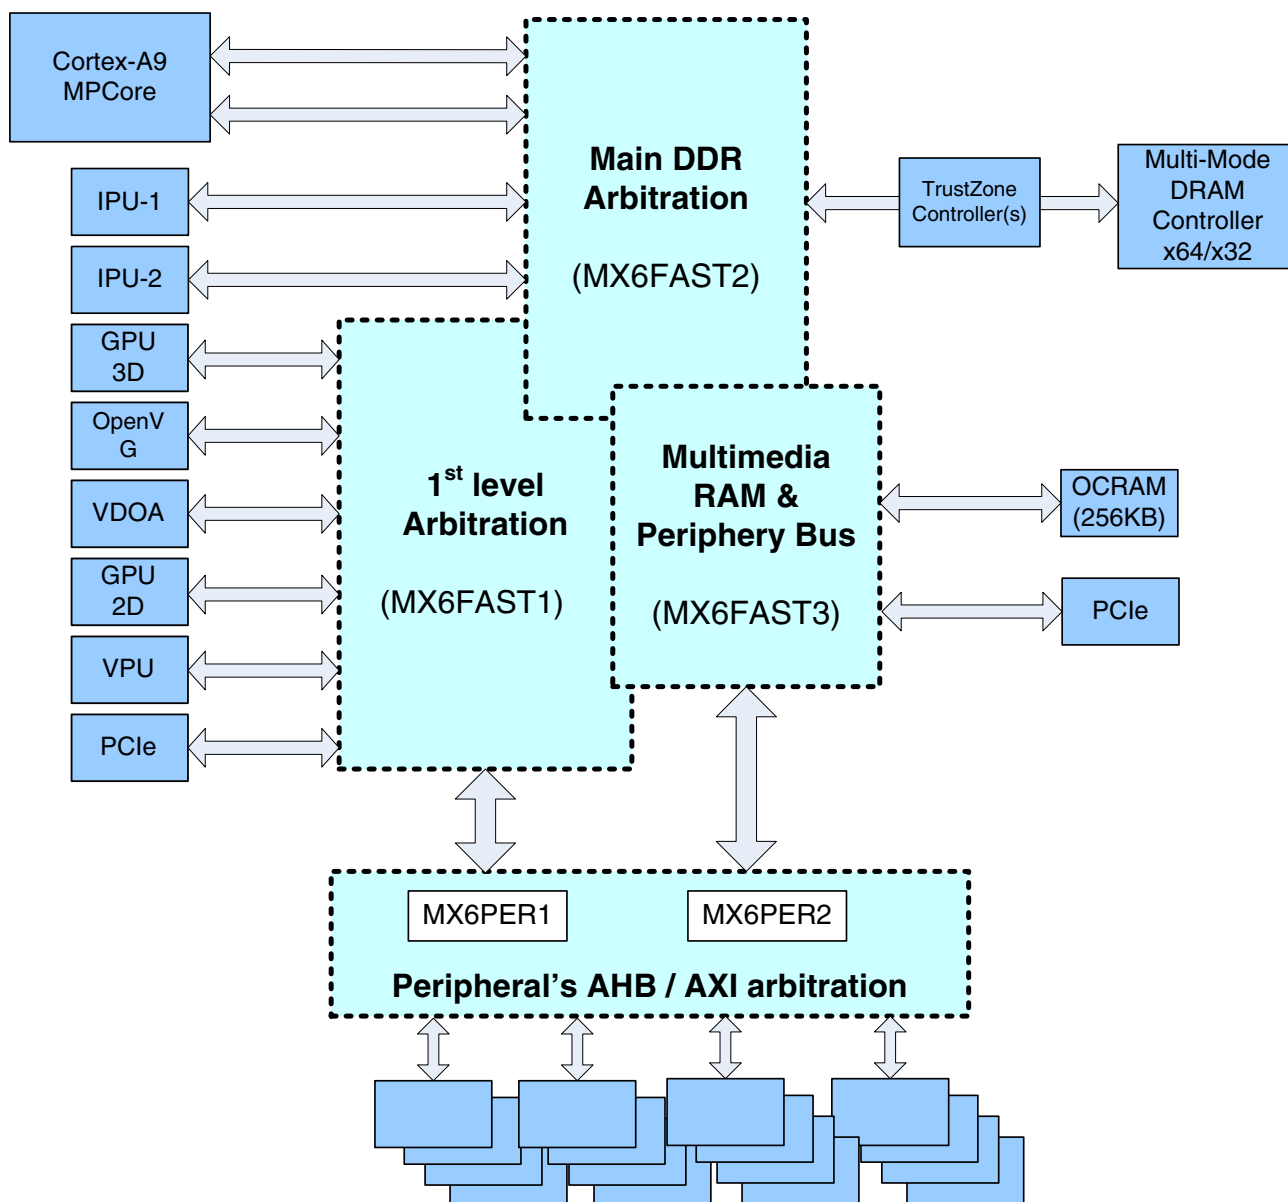 Cortex-A9
MPCore
IPU-1
IPU-2
GPU
3D
OpenV
G
VDOA
GPU
2D
VPU
PCIe
Main DDR
Arbitration
(MX6FAST2)
1st level
Arbitration
(MX6FAST1)
Multimedia
RAM &
Periphery Bus
(MX6FAST3)
TrustZone
Controller(s)
Multi-Mode
DRAM
Controller
x64/x32
OCRAM
(256KB)
PCIe
MX6PER1
MX6PER2
Peripheral’s AHB / AXI arbitration